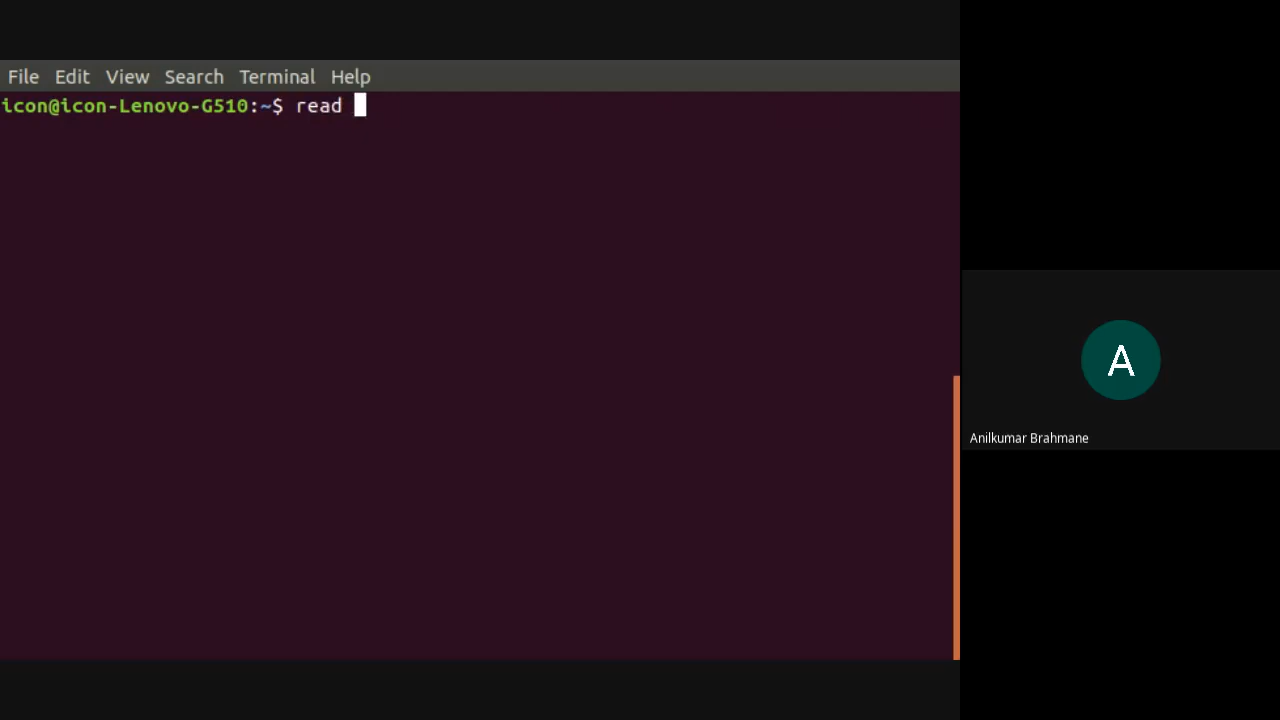 File Edit View Search Terminal Help
icon@icon-Lenovo-G510:~$ read
A
Anilkumar Brahmane